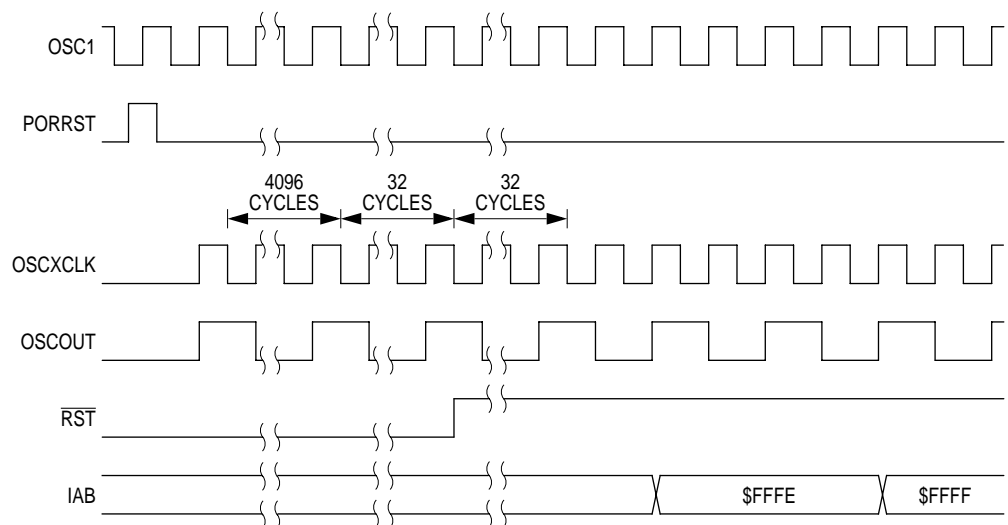 OSC1
PORRST
4096
CYCLES
32
CYCLES
32
CYCLES
OSCXCLK
OSCOUT
RST
IAB
$FFFE
$FFFF